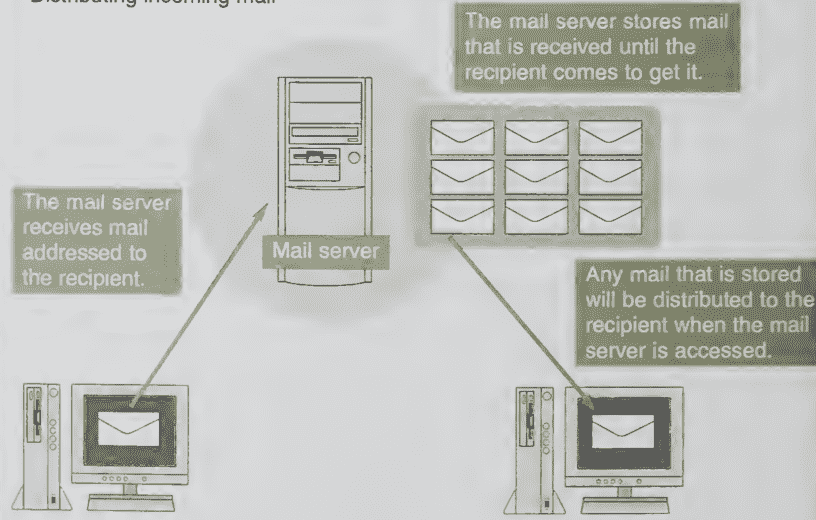 Distributing incoming mail
The mail server stores mail
that is received until the
recipient comes to get it.
The mail server
receives mail
addressed to
the recipient.
Mail server
Any mail that is stored
will be distributed to the
recipient when the mail
server is accessed.